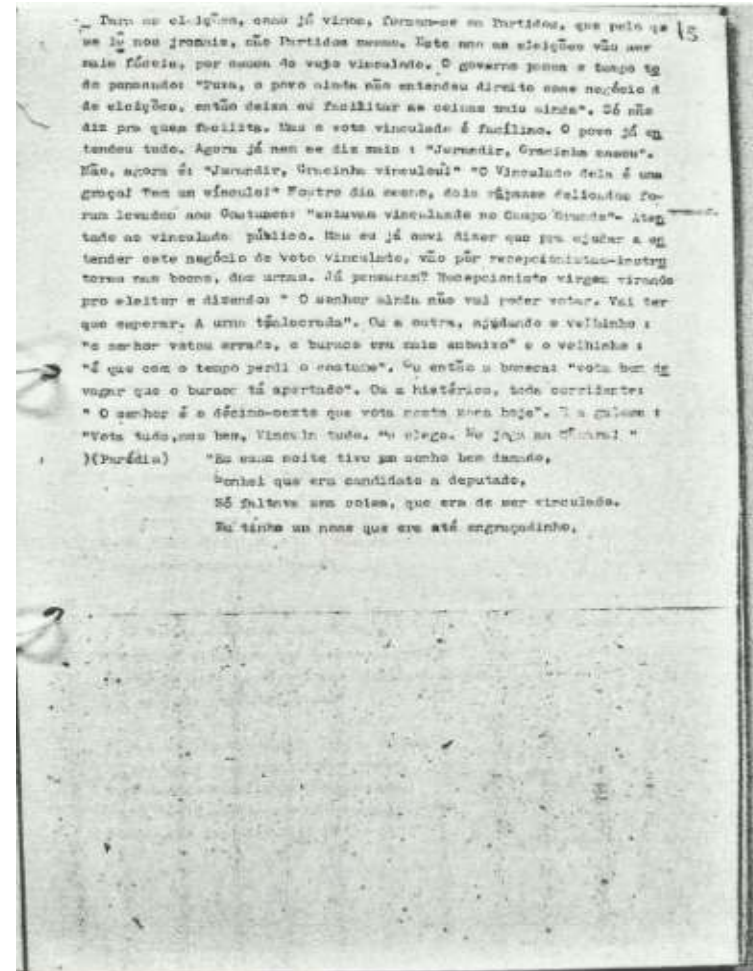 15
_ Para as eleições, como já vimos, formam-se os Partidos, que pelo qe
se lê nos jronais, são Partidos mesmo. Este ano as eleições vão ser
mais fáceis, por causa do vojo vinculado. O governo passa o tempo to
do pensando: "Puxa, o povo ainda não entendeu direito esse negócio d
de eleições, então deixa eu facilitar as coisas mais ainda". Só não
diz pra quem facilita. Mas o voto vinculado é facílimo. O povo já en
tendeu tudo. Agora já nem se diz mais : "Jurandir, Gracinha casou".
Não, agora é: "Jurandir, Gracinha vinculou!" "O Vinculado dela é uma
graça! Tem um vínculo!" Noutro dia mesmo, dois rapazes delicados fo-
ram levados aos Costumes: "estavam vinculando no Campo Grande"- Aten
tado ao vinculado público. Mas eu já ouvi dizer que pra ajudar a en
tender este negócio de voto vinculado, vão pôr recepcionistas-instru
toras nas bocas, das urnas. Já pensaram? Recepcionista virgem virando
pro eleitor e dizendo: " O senhor ainda não vai poder votar. Vai ter
que esperar. A urna tá lacrada". Ou a outra, ajudando o velhinho :
"o senhor votou errado, o buraco era mais embaixo" e o velhinho :
"é que com o tempo perdi o costume". Ou então a boneca: "vota bem de
vagar que o buraco tá apertado". Ou a histérica, toda
" O senhor é o décimo-sexto que vota nesta hoje". E a :
"Vota tudo, meu bem, Vincula tudo.
)(Paródia) "Eu essa noite tive um sonho bem danado,
Sonhei que era candidato a deputado,
Só faltava uma coisa, que era de ser vinculado.
Eu tinha um nome que era até engraçadinho,